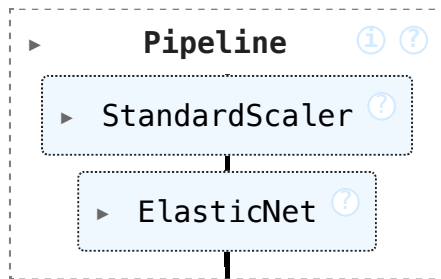 ▸ Pipeline i ?
▸ StandardScaler ?
▸ ElasticNet ?